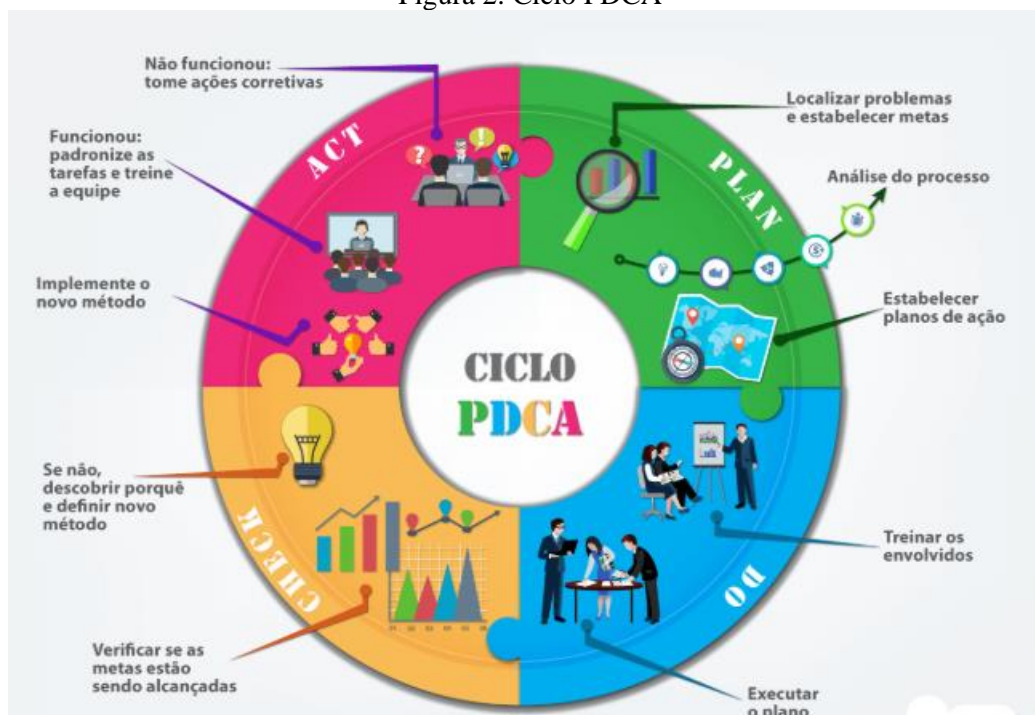 Figura 2: Ciclo PDCA
Não funcionou:
tome ações corretivas
Funcionou:
padronize as
tarefas e treine
a equipe
Implemente o
novo método
ACT
PLAN
Localizar problemas
e estabelecer metas
Análise do processo
Estabelecer
planos de ação
CICLO
PDCA
Se não,
descobrir porquê
e definir novo
método
CHECK
DO
Treinar os
envolvidos
Verificar se as
metas estão
sendo alcançadas
Executar
o plano